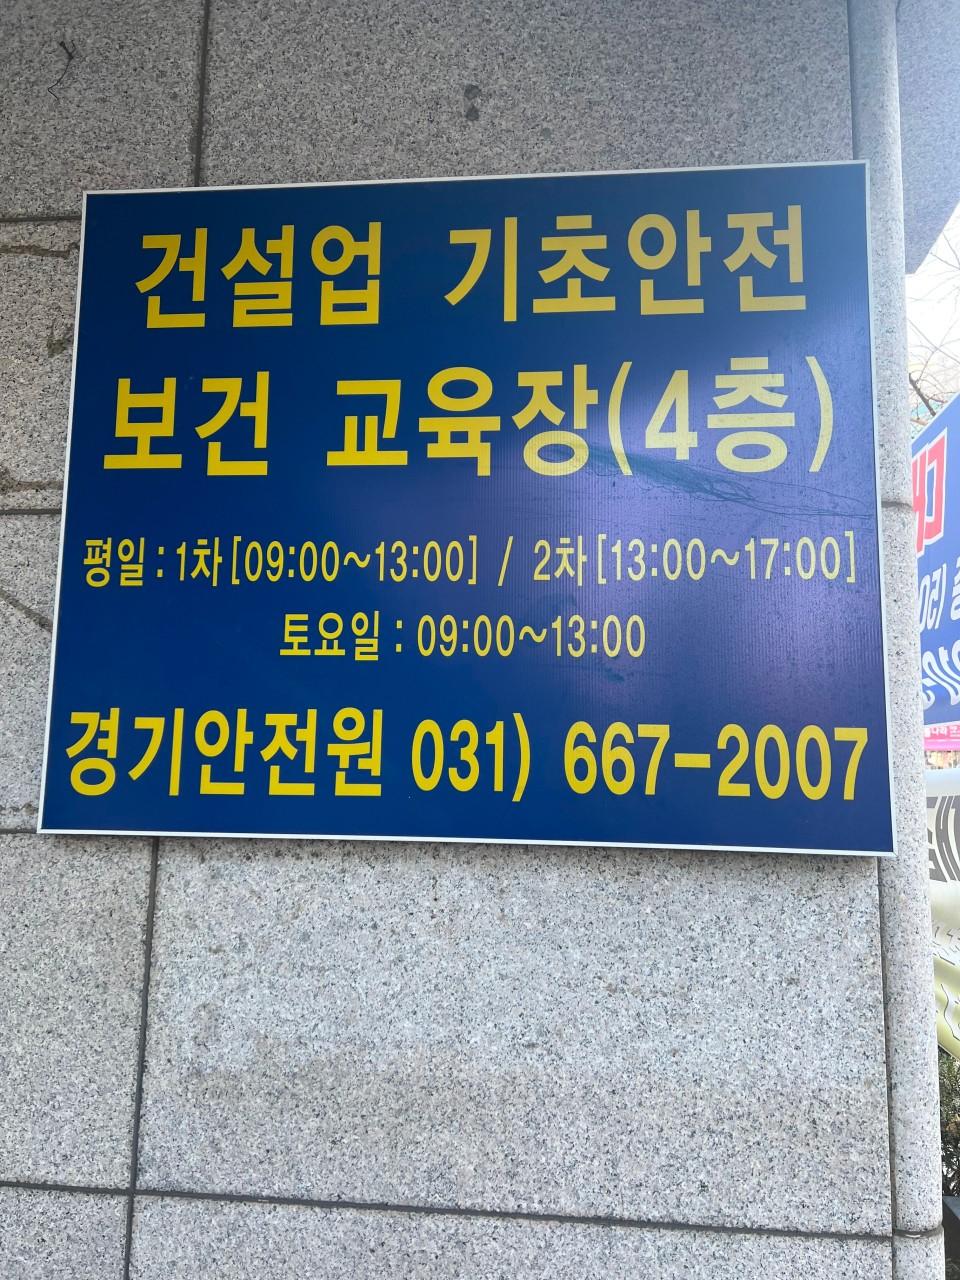 건설업 기초안전
보건 교육장(4층)
평일 : 1차 [09:00~13:00] / 2차 [13:00~17:00]
토요일 : 09:00~13:00
경기안전원 031) 667-2007